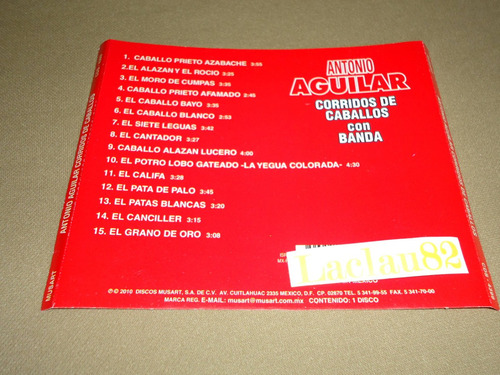 1. CABALLO PRIETO AZABACHE 3:55
2. EL ALAZAN Y EL ROCIO 3:25
3. EL MORO DE CUMPAS 3:25
4. CABALLO PRIETO AFAMADO 2:45
5. EL CABALLO BAYO 3:35
6. EL CABALLO BLANCO 2:53
7. EL SIETE LEGUAS 3:42
8. EL CANTADOR 3:27
9. CABALLO ALAZAN LUCERO 4:00
10. EL POTRO LOBO GATEADO -LA YEGUA COLORADA- 4:30
11. EL CALIFA 3:28
12. EL PATA DE PALO 3:45
13. EL PATAS BLANCAS 3:20
14. EL CANCILLER 3:15
15. EL GRANO DE ORO 3:08
ANTONIO
AGUILAR
CORRIDOS DE
CABALLOS
con
BANDA
Laclau82
℗ © 2010 DISCOS MUSART, S.A. DE C.V. AV. CUITLAHUAC 2335 MEXICO, D.F. CP. 02670 TEL. 5 341-99-55 FAX. 5 341-70-00
MARCA REG. E-MAIL: musart@musart.com.mx CONTENIDO: 1 DISCO
MUSART
ANTONIO AGUILAR CORRIDOS DE CABALLOS